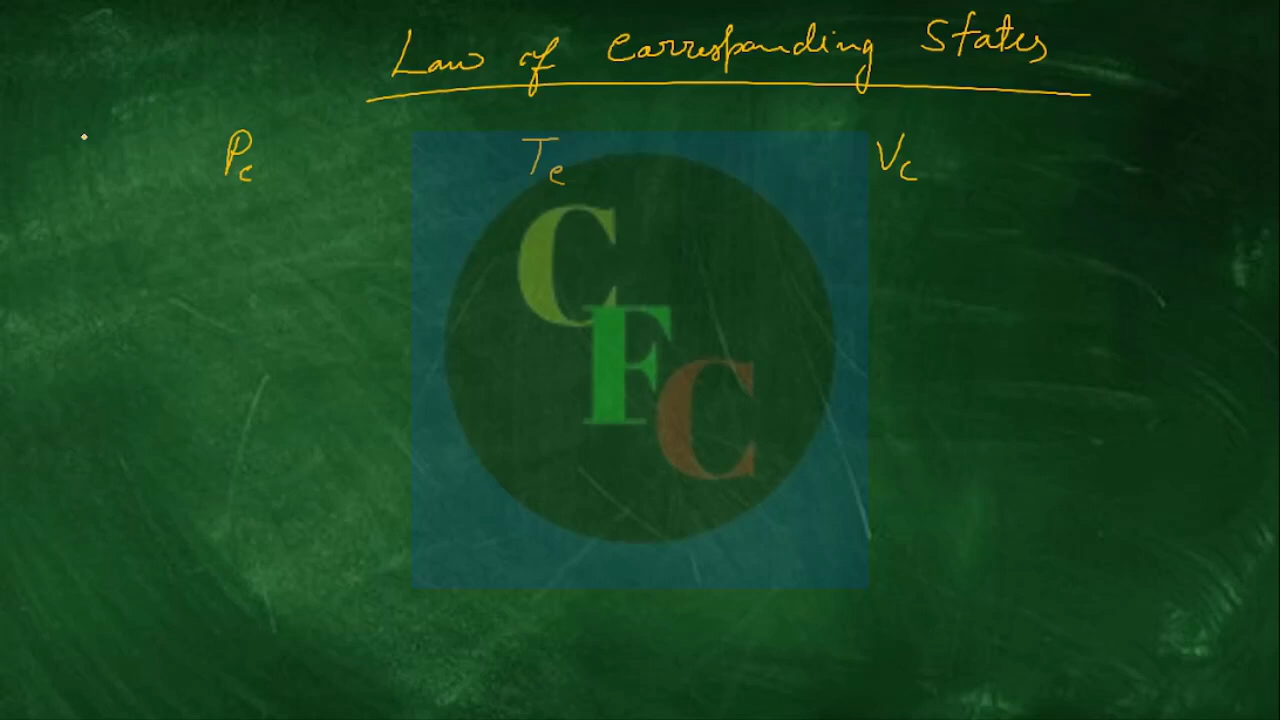 Law of Corresponding States
Pc Tc Vc
CFC